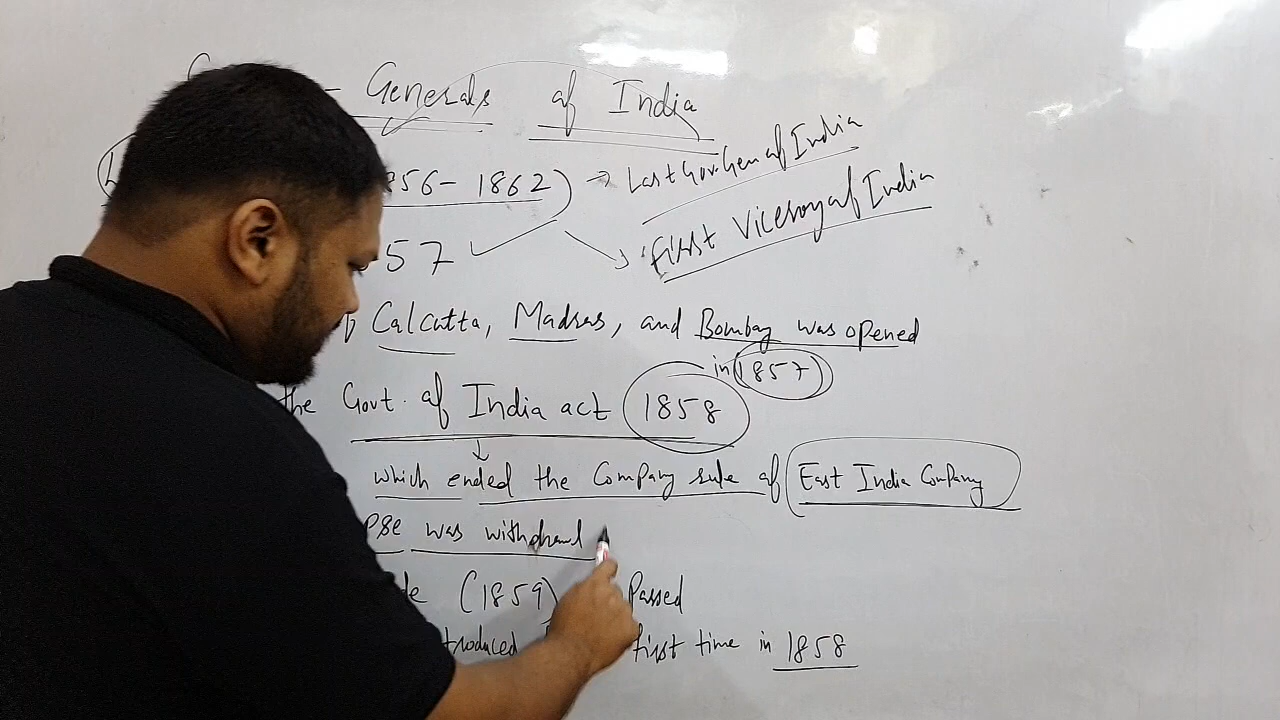 - Generals of India
856- 1862) → Last Gov. Gen of India
First Viceroy of India
57
Calcutta, Madras, and Bombay was opened
in 1857
the Govt. of India act 1858
which ended the Company rule of East India Company
pse was withdrawl
de (1859) Passed
troduced first time in 1858